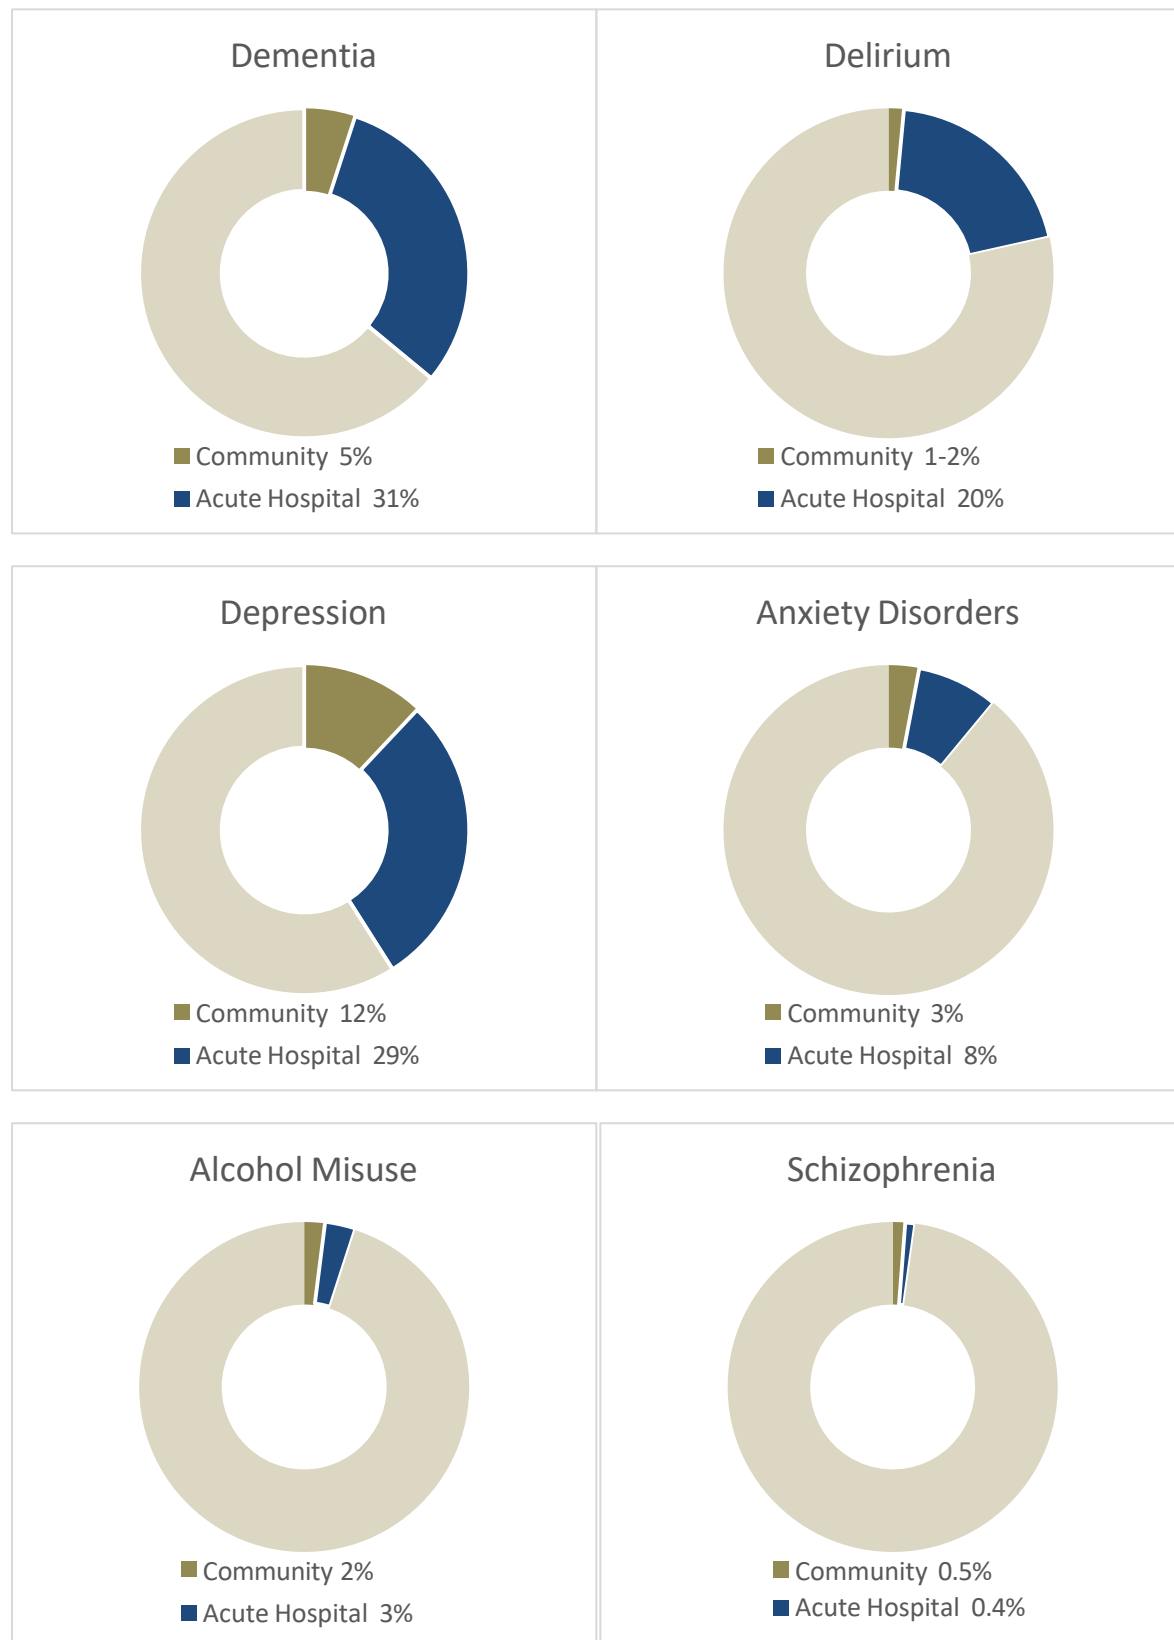 Dementia
Community 5%
Acute Hospital 31%
Delirium
Community 1-2%
Acute Hospital 20%
Depression
Community 12%
Acute Hospital 29%
Anxiety Disorders
Community 3%
Acute Hospital 8%
Alcohol Misuse
Community 2%
Acute Hospital 3%
Schizophrenia
Community 0.5%
Acute Hospital 0.4%